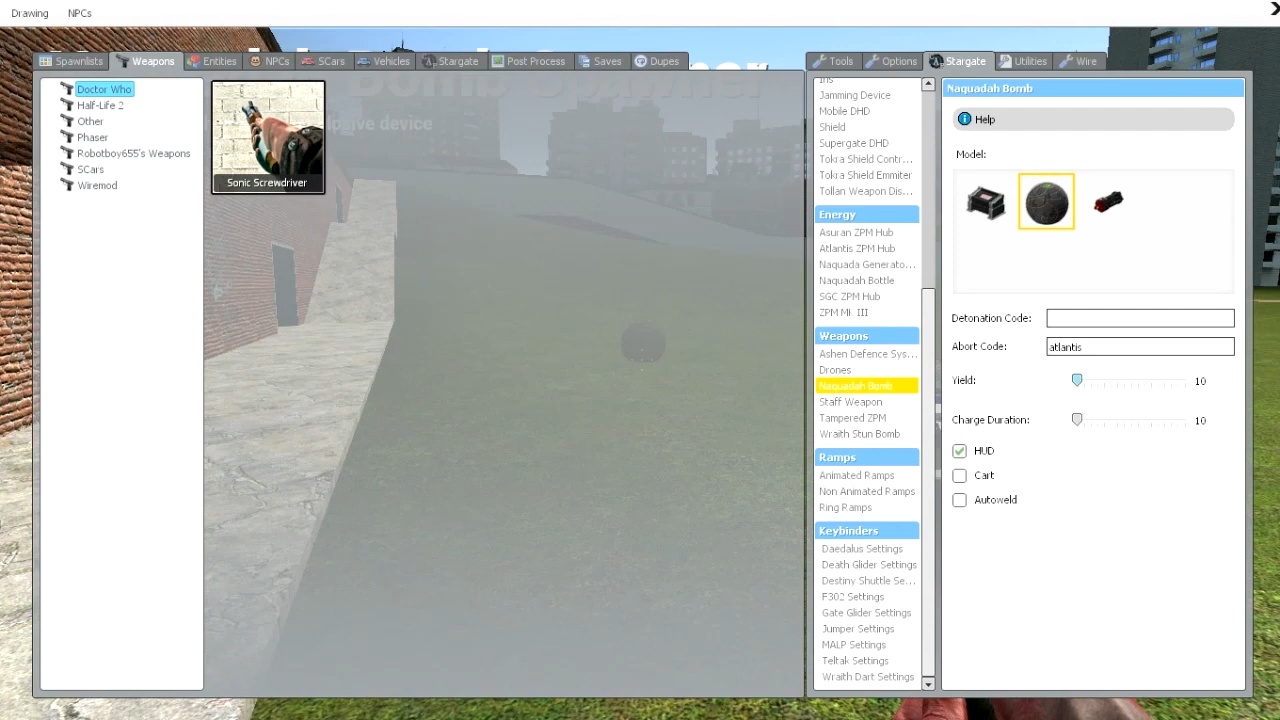 Drawing NPCs
Spawnlists Weapons Entities NPCs SCars Vehicles Stargate Post Process Saves Dupes
Doctor Who
Half-Life 2
Other
Phaser
Robotboy655's Weapons
SCars
Wiremod
Sonic Screwdriver
Tools Options Stargate Utilities Wire
Jamming Device
Mobile DHD
Shield
Supergate DHD
Tokra Shield Contr...
Tokra Shield Emmiter
Tollan Weapon Dis...
Energy
Asuran ZPM Hub
Atlantis ZPM Hub
Naquada Generato...
Naquadah Bottle
SGC ZPM Hub
ZPM Mk. III
Weapons
Ashen Defence Sys...
Drones
Naquadah Bomb
Staff Weapon
Tampered ZPM
Wraith Stun Bomb
Ramps
Animated Ramps
Non Animated Ramps
Ring Ramps
Keybinders
Daedalus Settings
Death Glider Settings
Destiny Shuttle Se...
F302 Settings
Gate Glider Settings
Jumper Settings
MALP Settings
Teltak Settings
Wraith Dart Settings
Naquadah Bomb
Help
Model:
Detonation Code:
Abort Code: atlantis
Yield: 10
Charge Duration: 10
HUD
Cart
Autoweld
device